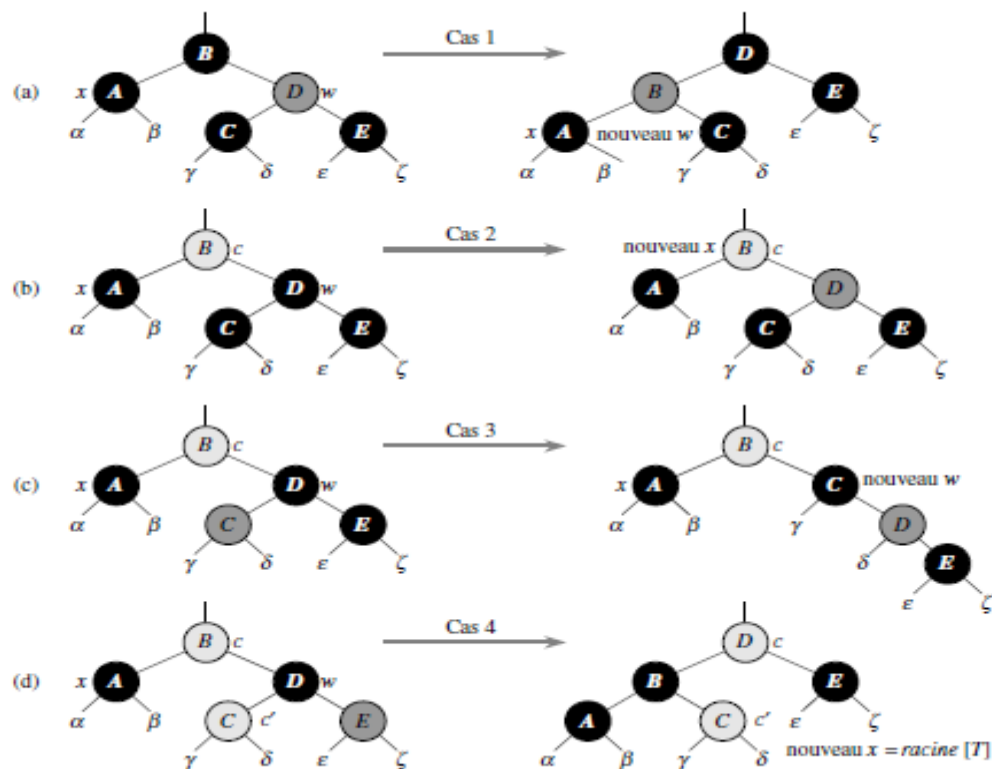 Cas 1
B D
(a) x A D w B E
α β C E x A nouveau w C ε ζ
γ δ ε ζ α β γ δ
Cas 2
B c nouveau x B c
(b) x A D w A D
α β C E α β C E
γ δ ε ζ γ δ ε ζ
Cas 3
B c B c
(c) x A D w x A C nouveau w
α β C E α β γ D
γ δ ε ζ δ E
ε ζ
Cas 4
B c D c
(d) x A D w B E
α β C c' E A C c' ε ζ
γ δ ε ζ α β γ δ
nouveau x = racine [T]